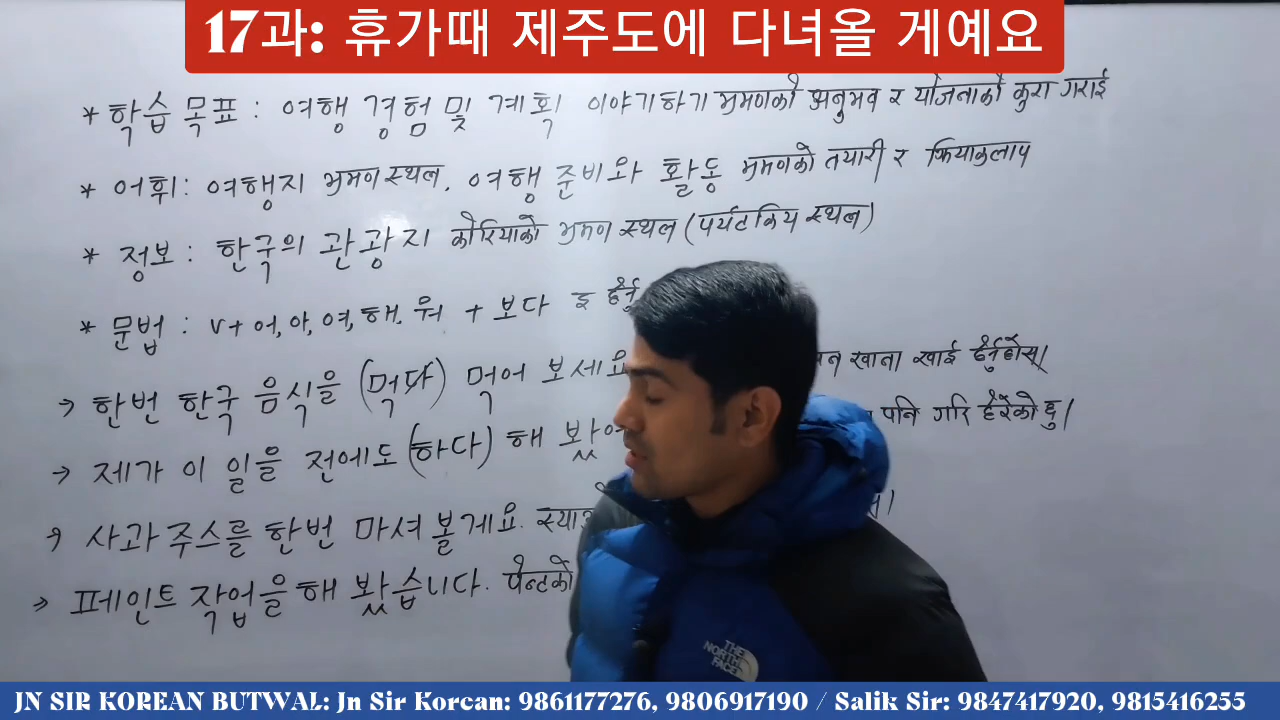 17과: 휴가때 제주도에 다녀올 게예요
* 학습 목표 : 여행 경험 및 계획 이야기하기 भ्रमणको अनुभव र योजनाको कुरा गराई
* 어휘: 여행지 भ्रमण स्थल, 여행 준비와 활동 भ्रमणको तयारी र क्रियाकलाप
* 정보 : 한국의 관광지 कोरियाको भ्रमण स्थल (पर्यटकिय स्थल)
* 문법 : V+ 어, 아, 여, 해, 워 + 보다 इ हेर्नु
→ 한번 한국 음식을 (먹다) 먹어 보세요 खाना खाई हेर्नुहोस्।
→ 제가 이 일을 전에도 (하다) 해 봤어 पनि गरि हेरेको छु।
→ 사과 주스를 한번 마셔 볼게요.
→ 페인트 작업을 해 봤습니다. पेन्टको
THE NORTH FACE
JN SIR KOREAN BUTWAL: Jn Sir Korean: 9861177276, 9806917190 / Salik Sir: 9847417920, 9815416255